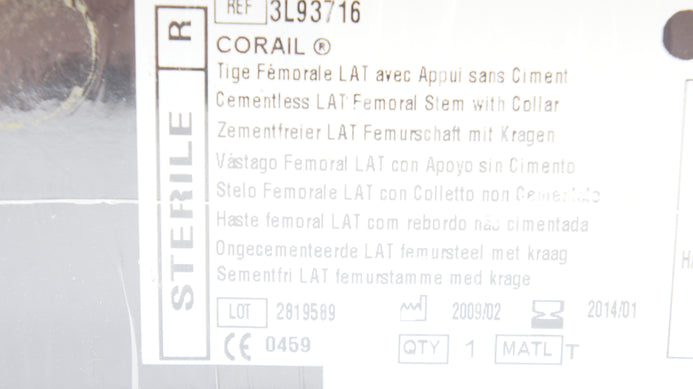 REF 3L93716
CORAIL ®
Tige Fémorale LAT avec Appui sans Ciment
Cementless LAT Femoral Stem with Collar
Zementfreier LAT Femurschaft mit Kragen
Vástago Femoral LAT con Apoyo sin Cimento
Stelo Femorale LAT con Colletto non
Haste femoral LAT com rebordo não cimentada
Ongecementeerde LAT femursteel met kraag
Sementfri LAT femurstamme med krage
LOT 2819589 2009/02 2014/01
CE 0459 QTY 1 MATL T
STERILE R